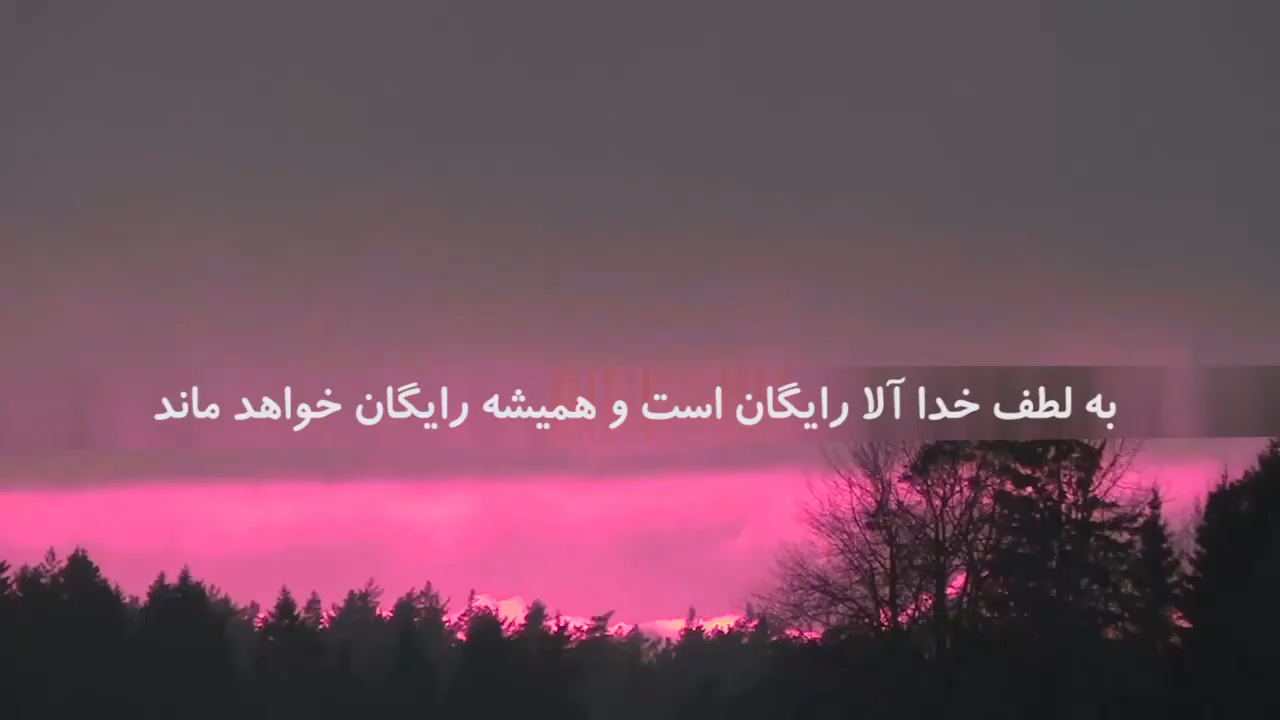 به لطف خدا آلا رایگان است و همیشه رایگان خواهد ماند